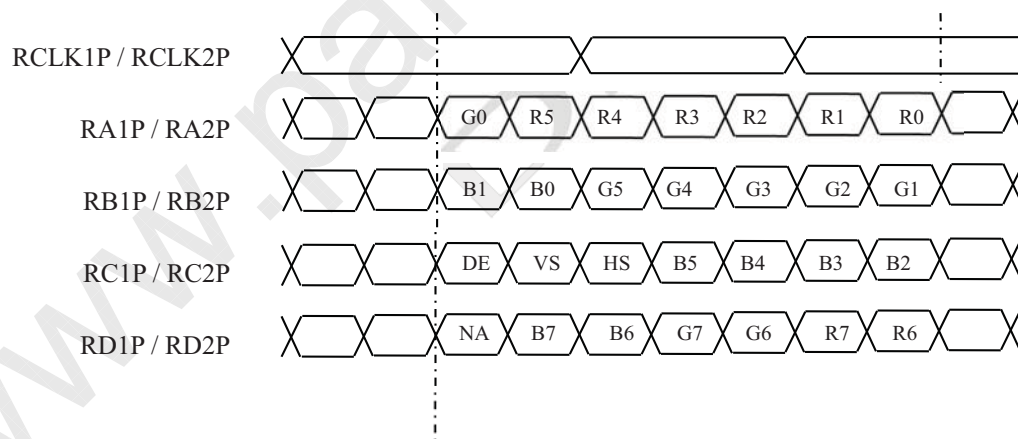 RCLK1P / RCLK2P
RA1P / RA2P G0 R5 R4 R3 R2 R1 R0
RB1P / RB2P B1 B0 G5 G4 G3 G2 G1
RC1P / RC2P DE VS HS B5 B4 B3 B2
RD1P / RD2P NA B7 B6 G7 G6 R7 R6